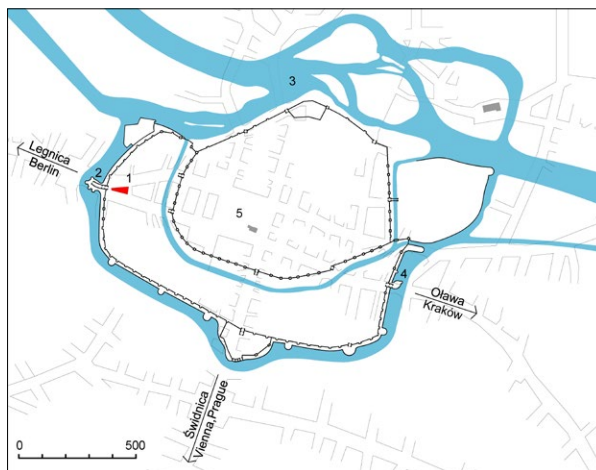 3
Legnica
Berlin
2
1
5
4
Oława
Kraków
Świdnica
Vienna,Prague
0 500